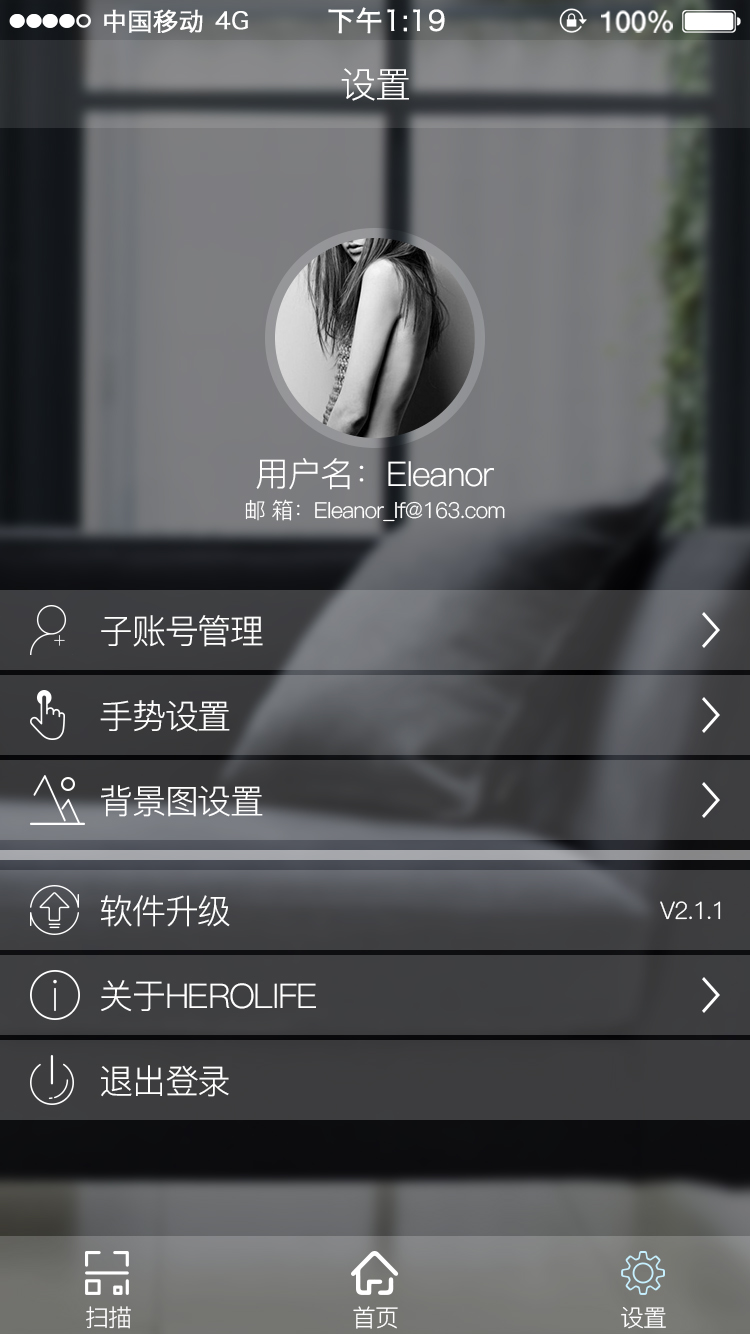 中国移动 4G 下午1:19 100%
设置
用户名：Eleanor
邮 箱：Eleanor_lf@163.com
子账号管理
手势设置
背景图设置
软件升级 V2.1.1
关于HEROLIFE
退出登录
扫描 首页 设置